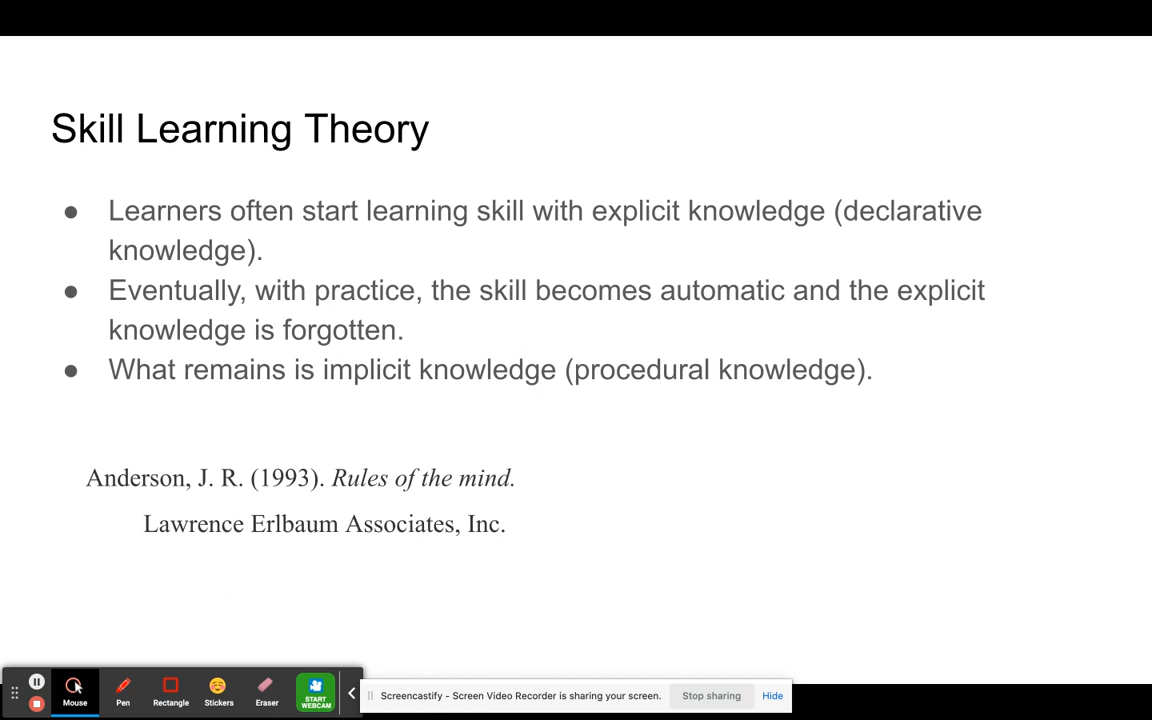 Skill Learning Theory
● Learners often start learning skill with explicit knowledge (declarative
knowledge).
● Eventually, with practice, the skill becomes automatic and the explicit
knowledge is forgotten.
● What remains is implicit knowledge (procedural knowledge).
Anderson, J. R. (1993). Rules of the mind.
Lawrence Erlbaum Associates, Inc.
Mouse
Pen
Rectangle
Stickers
Eraser
START
WEBCAM
Screencastify - Screen Video Recorder is sharing your screen.
Stop sharing
Hide